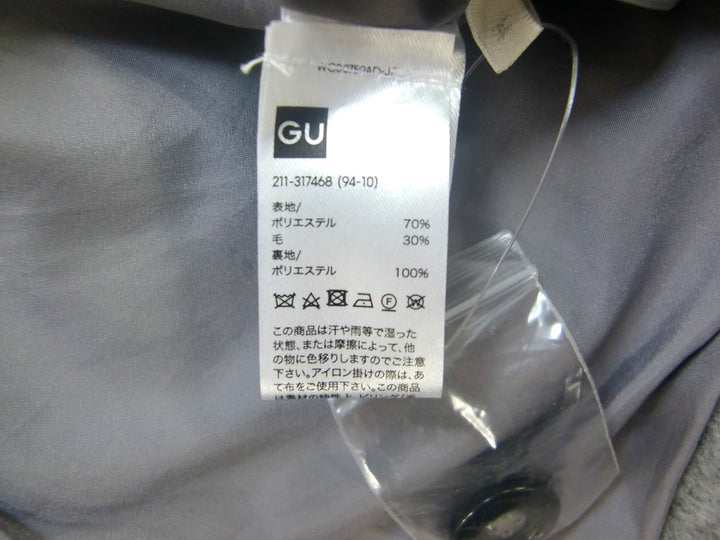 GU
211-317468 (94-10)
表地/
ポリエステル 70%
毛 30%
裏地/
ポリエステル 100%
F
W
この商品は汗や雨等で湿った
状態、または摩擦によって、他
の物に色移りしますのでご注意
下さい。アイロン掛けの際は、あ
て布をご使用下さい。この商品